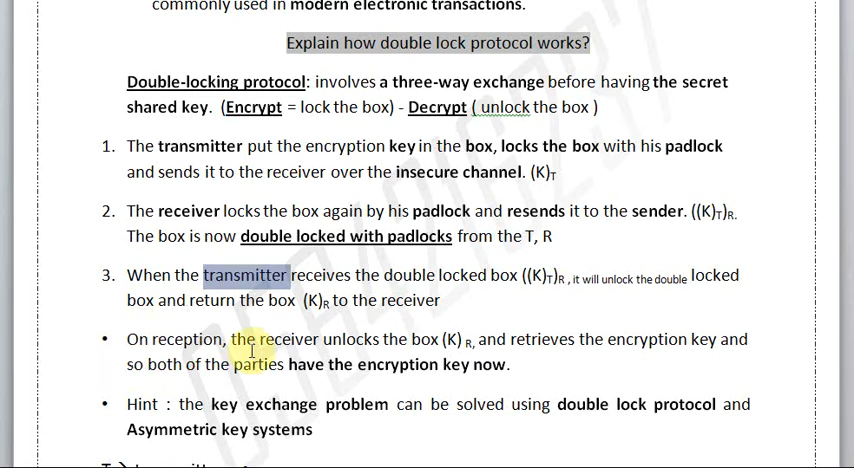 commonly used in modern electronic transactions.
Explain how double lock protocol works?
Double-locking protocol: involves a three-way exchange before having the secret
shared key. (Encrypt = lock the box) - Decrypt ( unlock the box )
1. The transmitter put the encryption key in the box, locks the box with his padlock
and sends it to the receiver over the insecure channel. (K)T
2. The receiver locks the box again by his padlock and resends it to the sender. ((K)T)R.
The box is now double locked with padlocks from the T, R
3. When the transmitter receives the double locked box ((K)T)R , it will unlock the double locked
box and return the box (K)R to the receiver
• On reception, the receiver unlocks the box (K) R, and retrieves the encryption key and
so both of the parties have the encryption key now.
• Hint : the key exchange problem can be solved using double lock protocol and
Asymmetric key systems